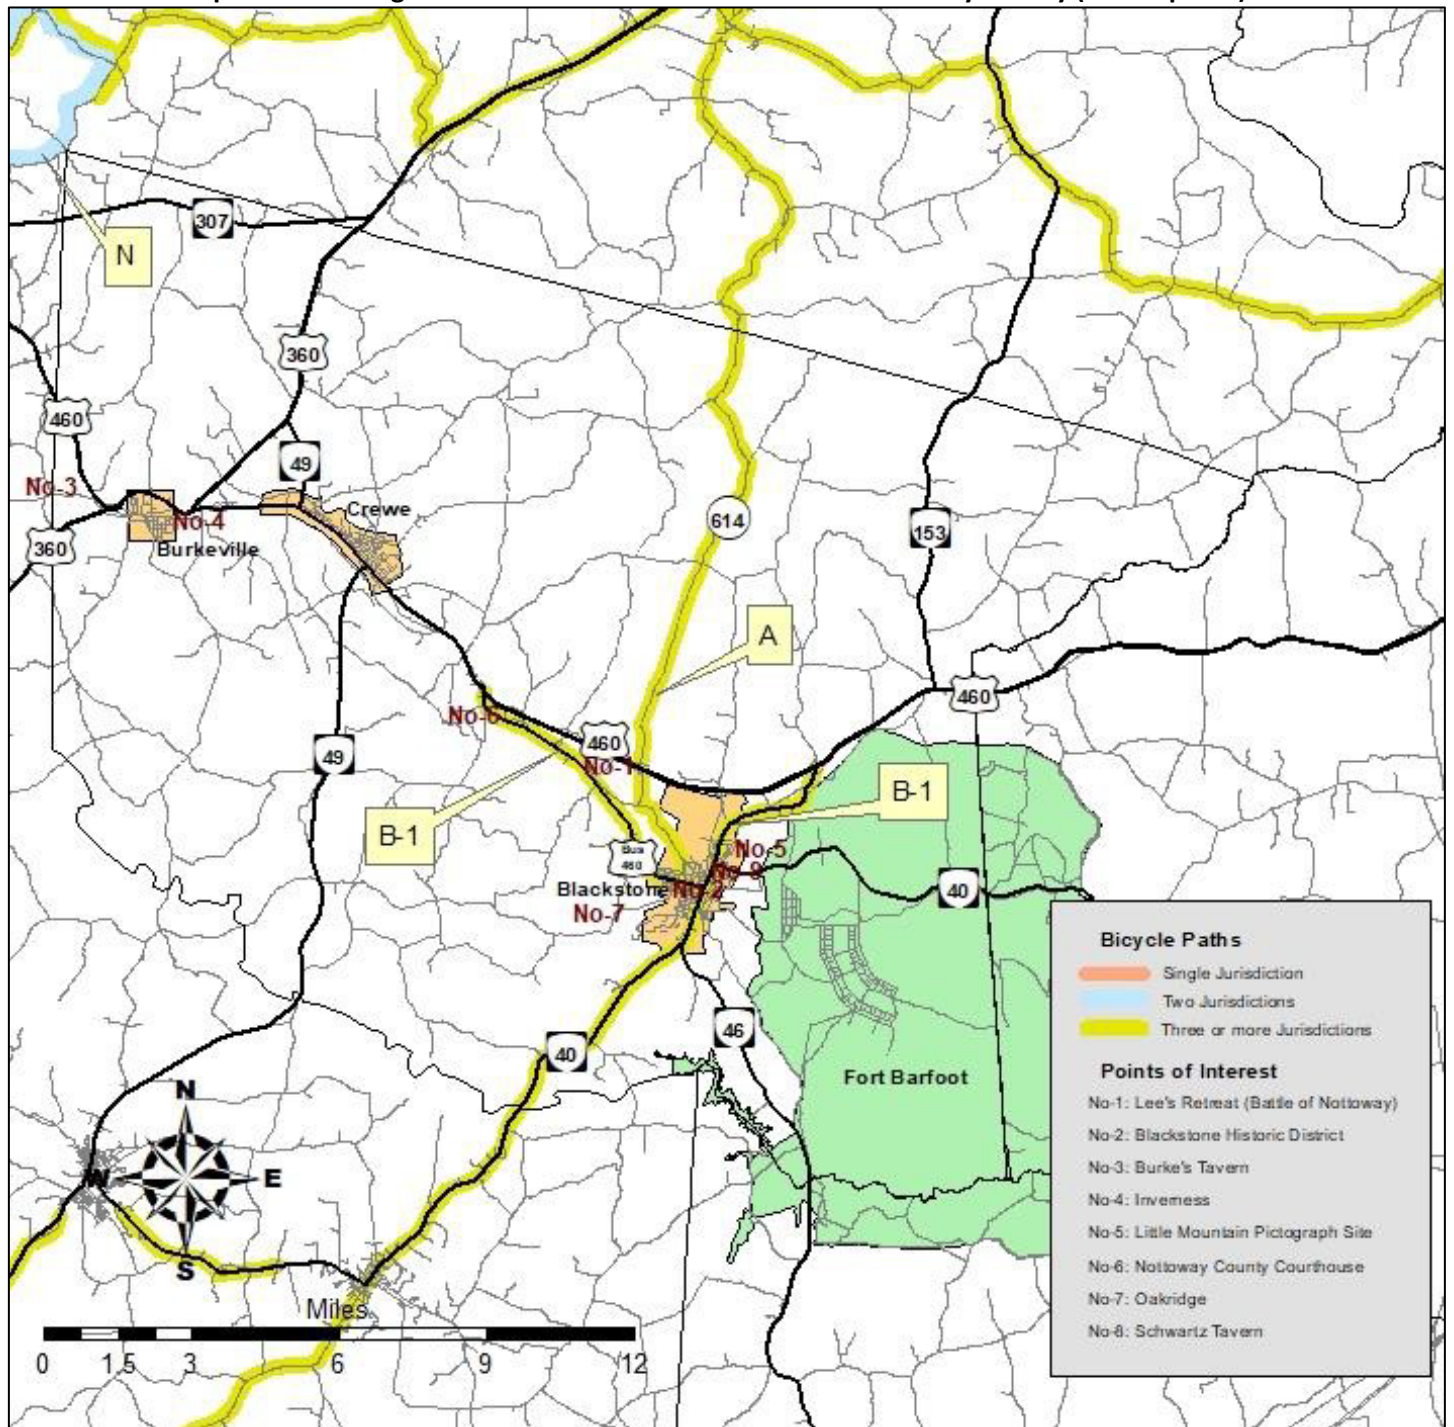 307
N
360
460
49
No-3
Crewe
No-4
614
360
Burkeville
153
A
460
No-6
460
49
No-1
B-1
B-1
Bus
460
No-5
Blackstone
No-2
40
No-7
46
40
Fort Barfoot
Bicycle Paths
Single Jurisdiction
Two Jurisdictions
Three or more Jurisdictions
Points of Interest
No-1: Lee's Retreat (Battle of Nottoway)
No-2: Blackstone Historic District
No-3: Burke's Tavern
No-4: Inverness
No-5: Little Mountain Pictograph Site
No-6: Nottoway County Courthouse
No-7: Oakridge
No-8: Schwartz Tavern
N
W
E
S
Miles
0 1.5 3 6 9 12